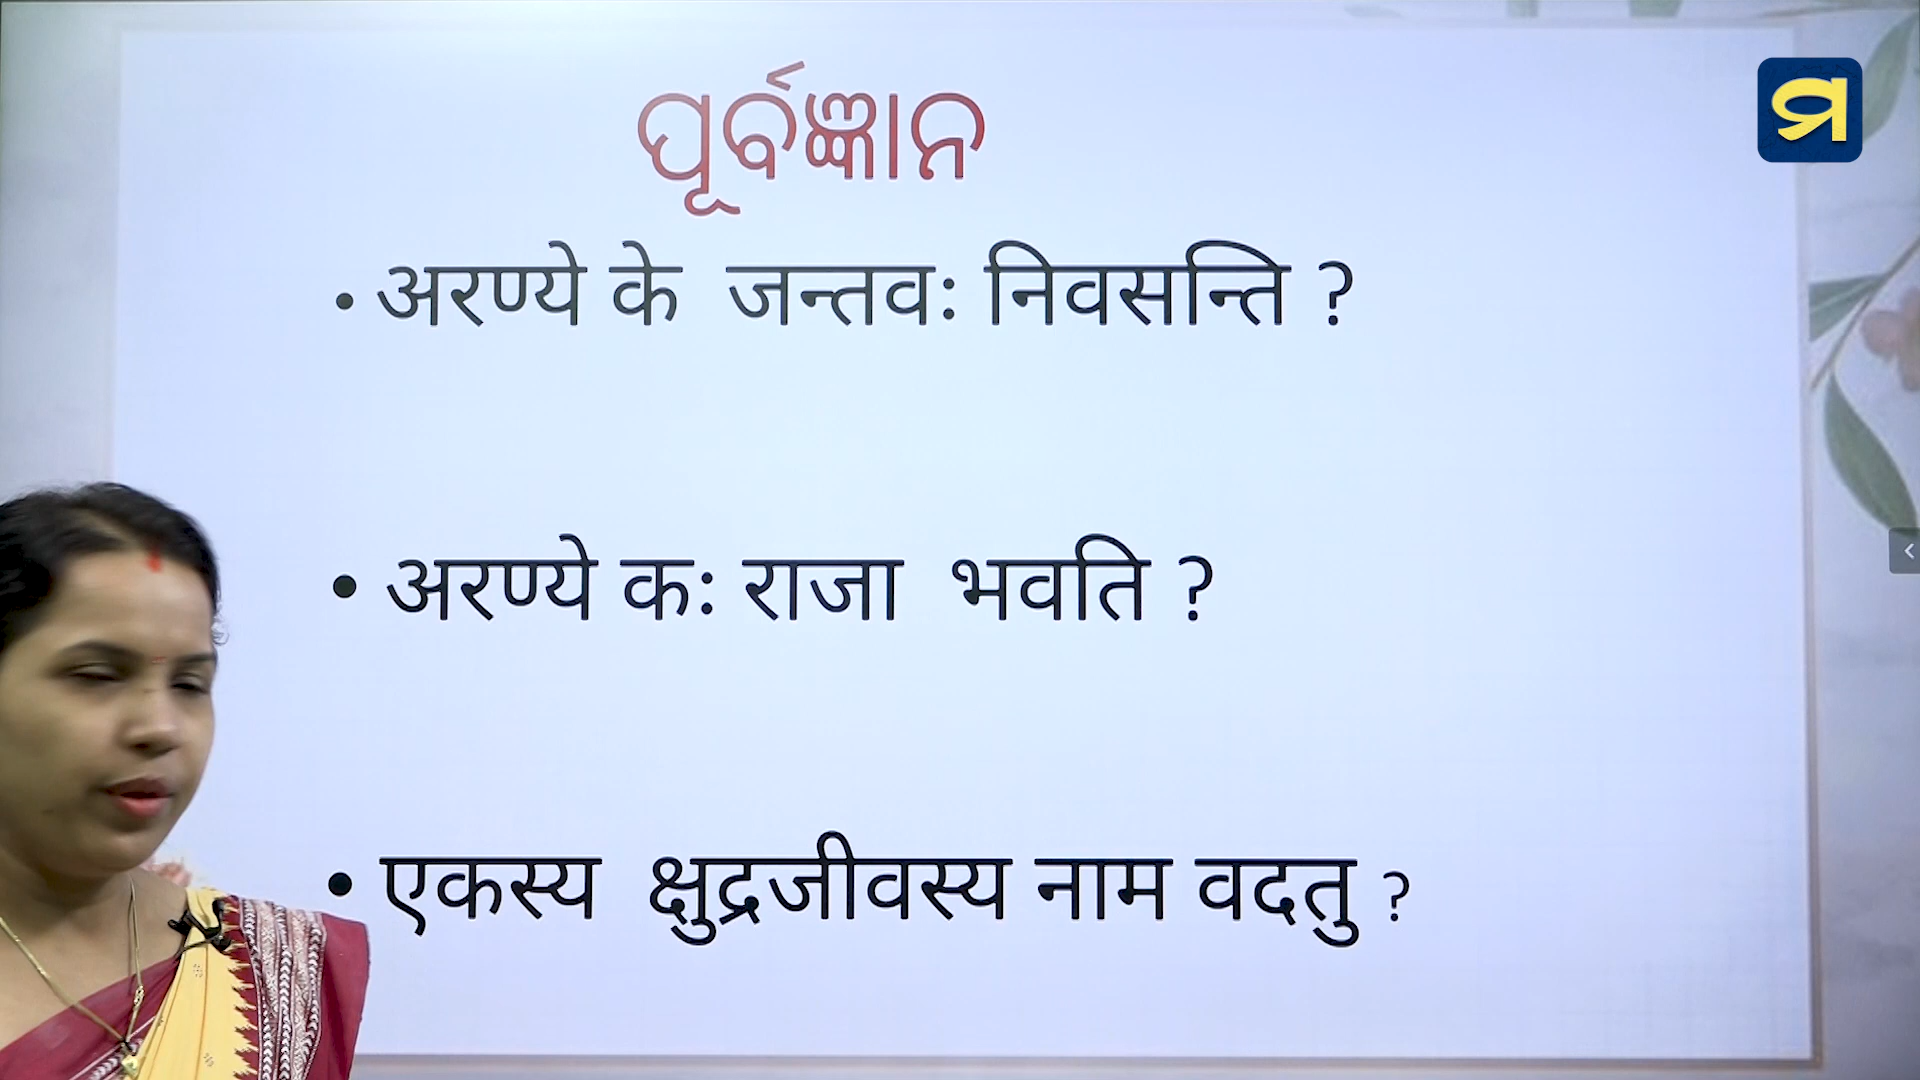 ପୂର୍ବଜ୍ଞାନ
ସ
• अरण्ये के जन्तवः निवसन्ति ?
• अरण्ये कः राजा भवति ?
• एकस्य क्षुद्रजीवस्य नाम वदतु ?